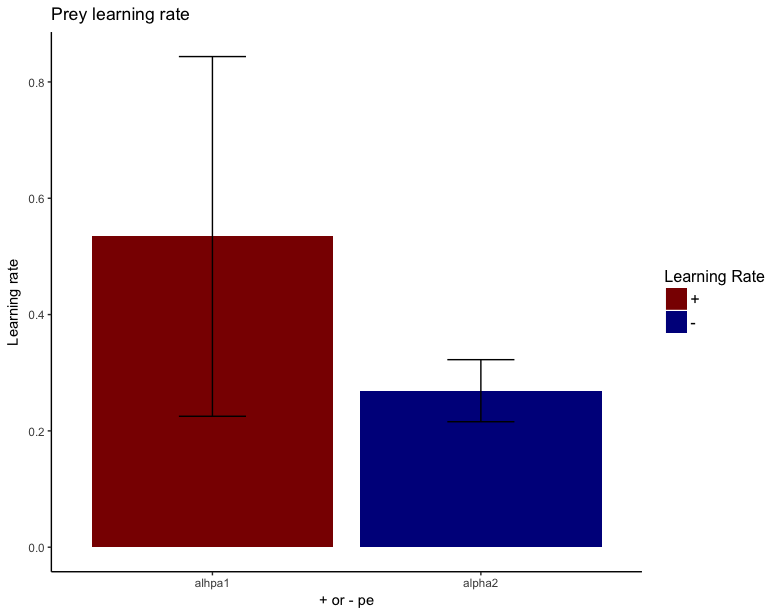 Prey learning rate
Learning rate
0.8
0.6
0.4
0.2
0.0
alhpa1
alpha2
+ or - pe
Learning Rate
+
-